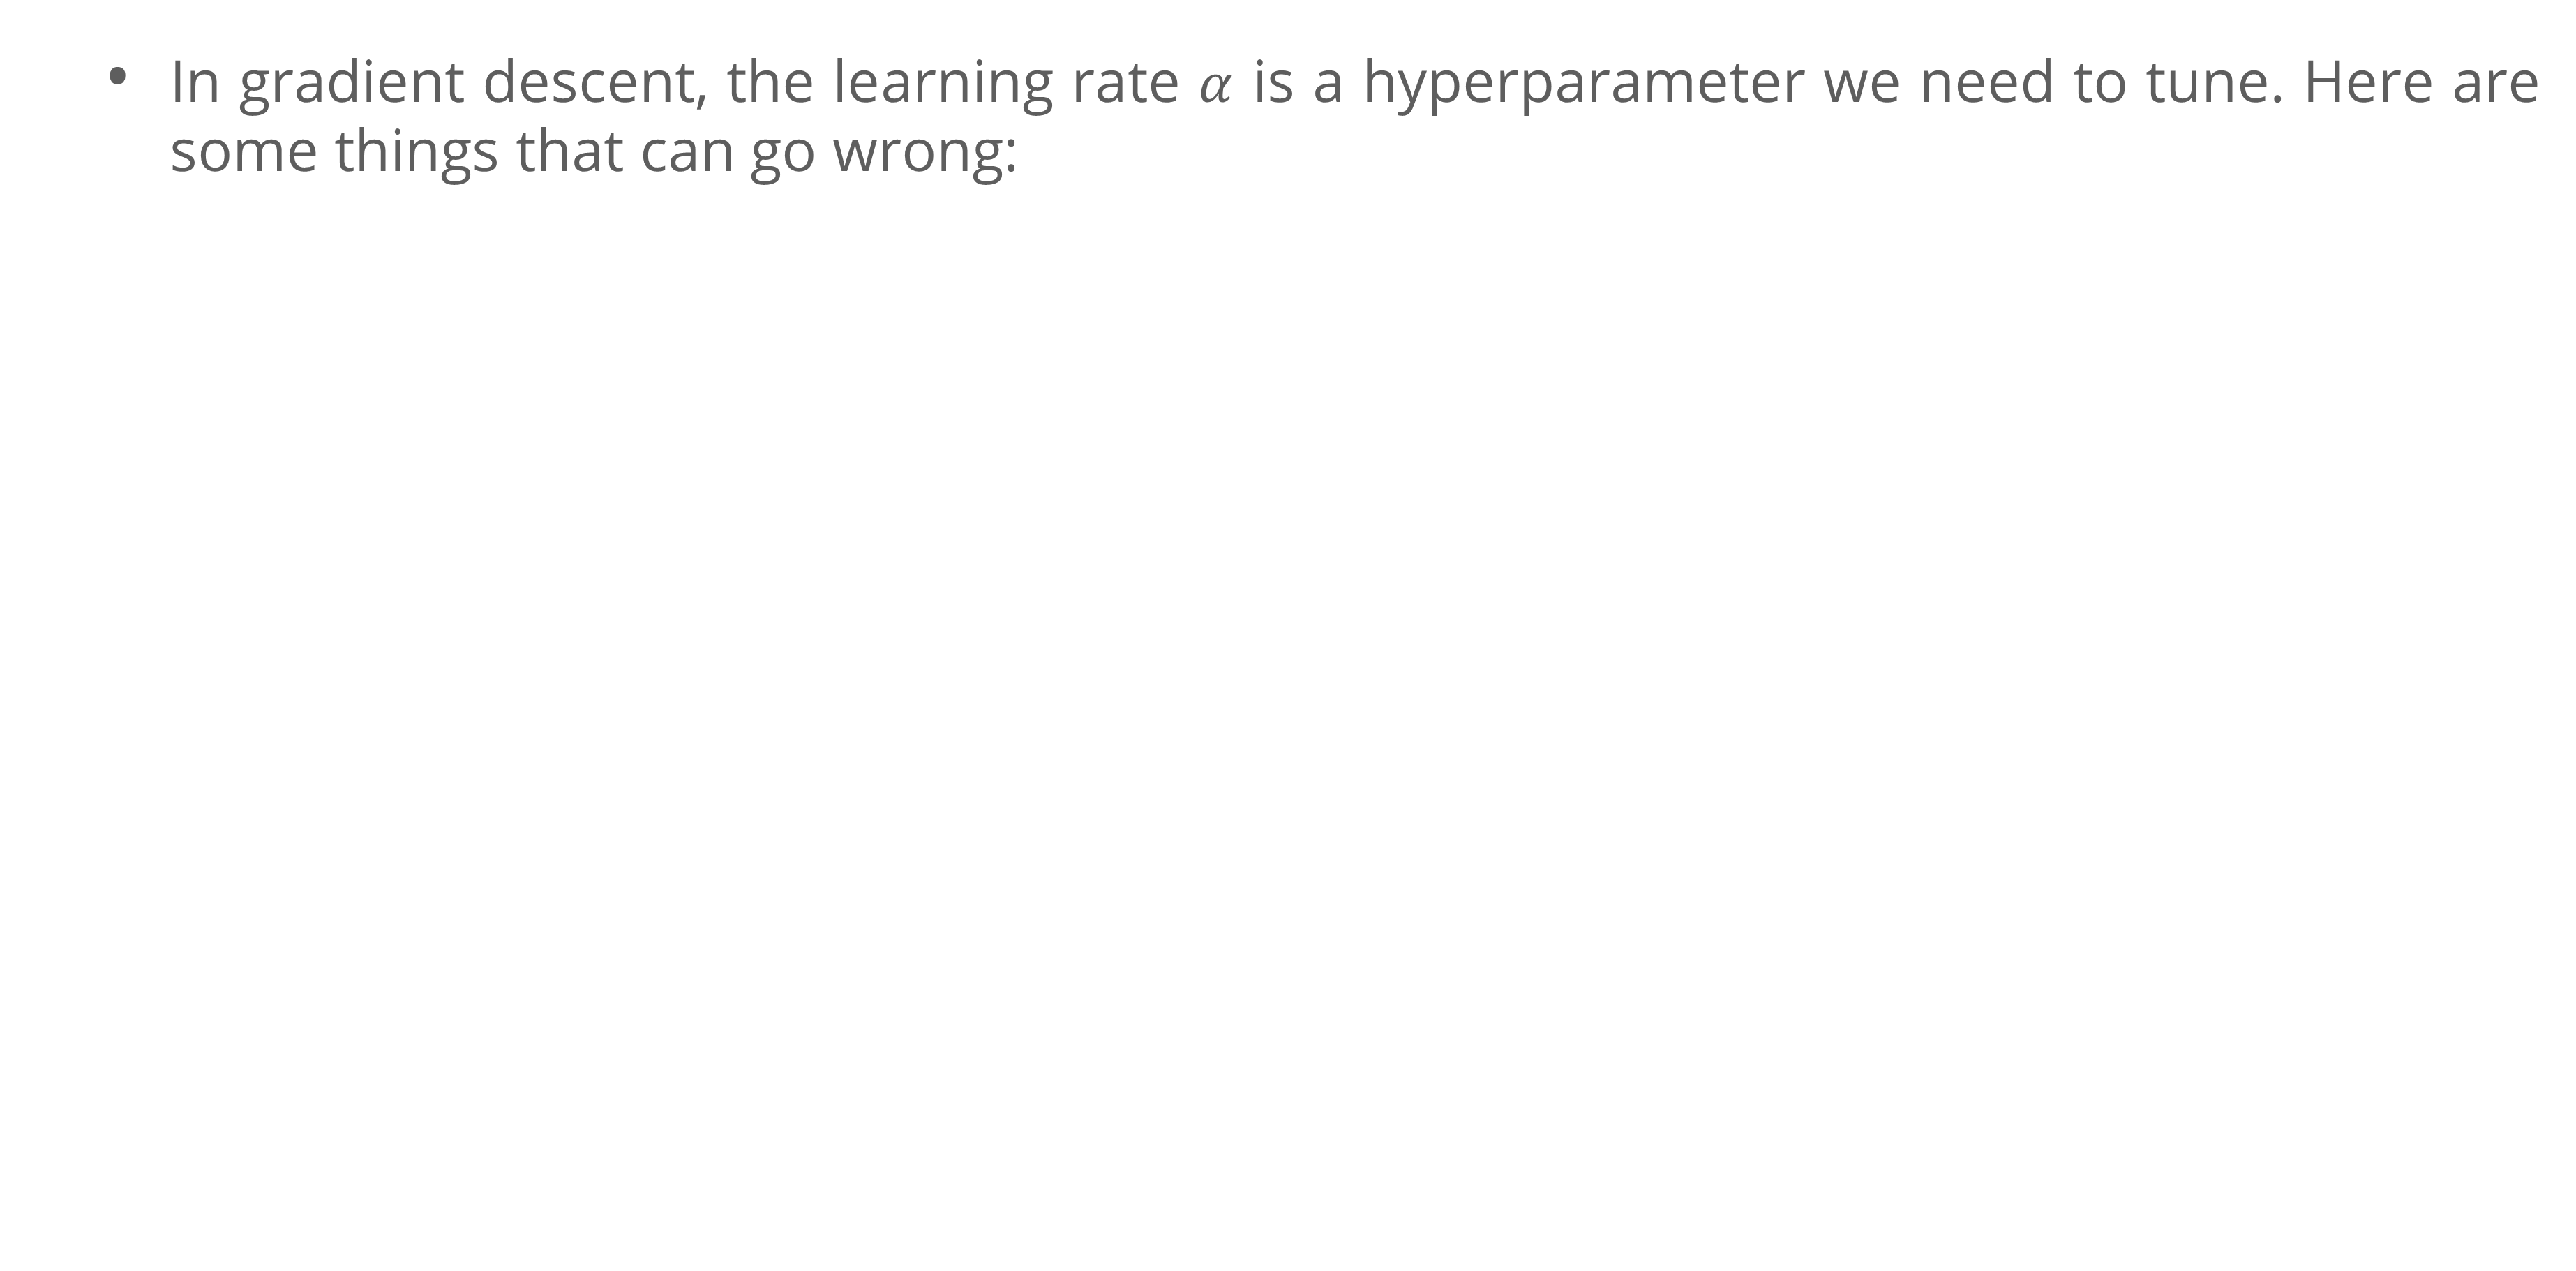 • In gradient descent, the learning rate α is a hyperparameter we need to tune. Here are
some things that can go wrong: